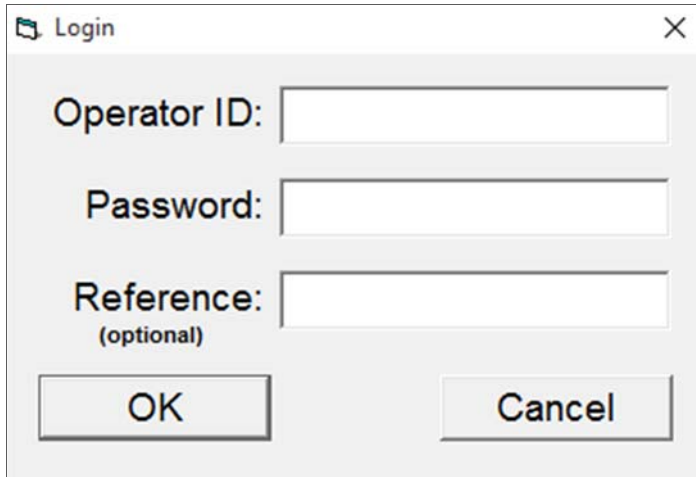 Login
Operator ID:
Password:
Reference:
(optional)
OK Cancel